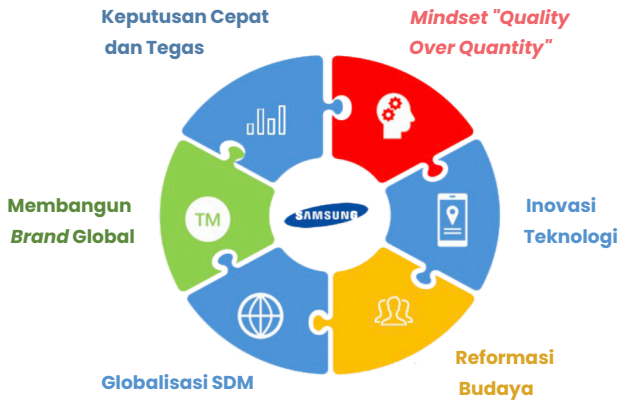 Keputusan Cepat
dan Tegas
Mindset "Quality
Over Quantity"
Membangun
Brand Global
TM
SAMSUNG
Inovasi
Teknologi
Globalisasi SDM
Reformasi
Budaya